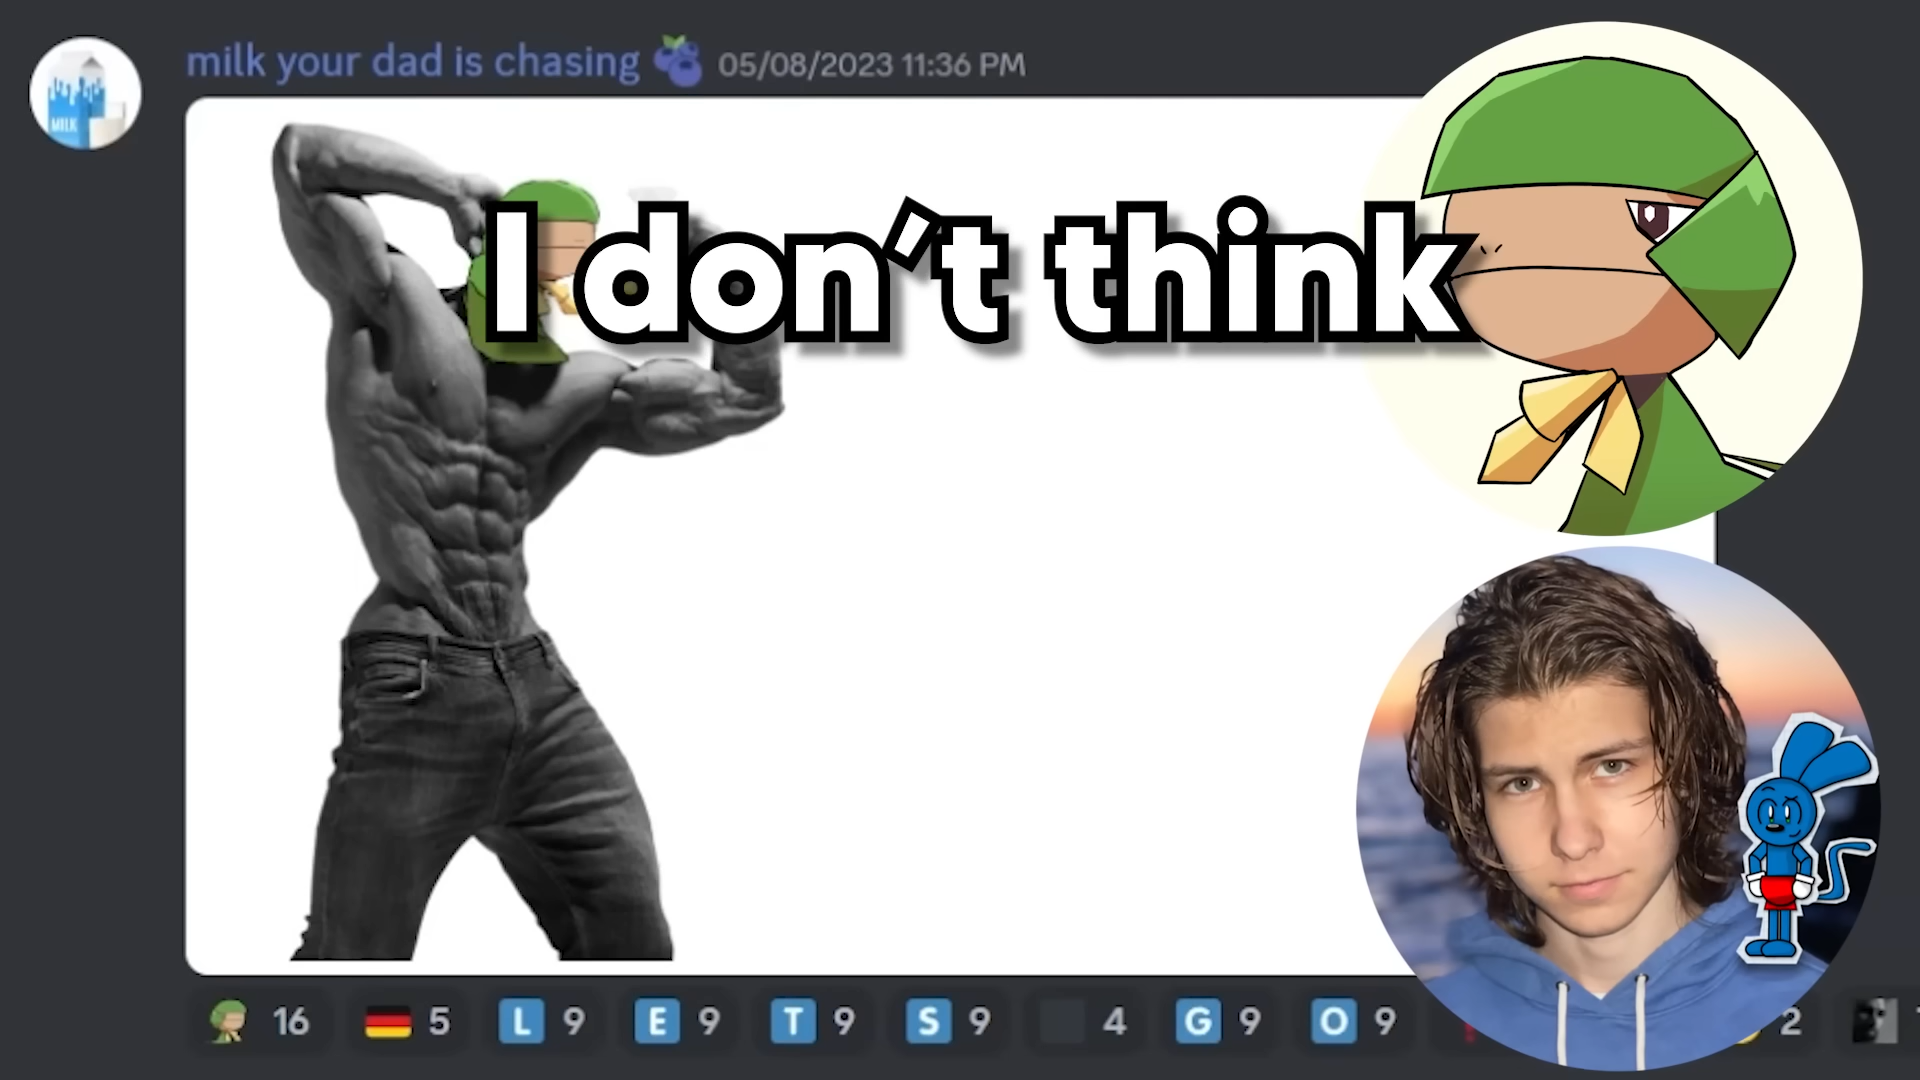 milk your dad is chasing 05/08/2023 11:36 PM
MILK
I don't think
16 5 L 9 E 9 T 9 S 9 4 G 9 O 9 2